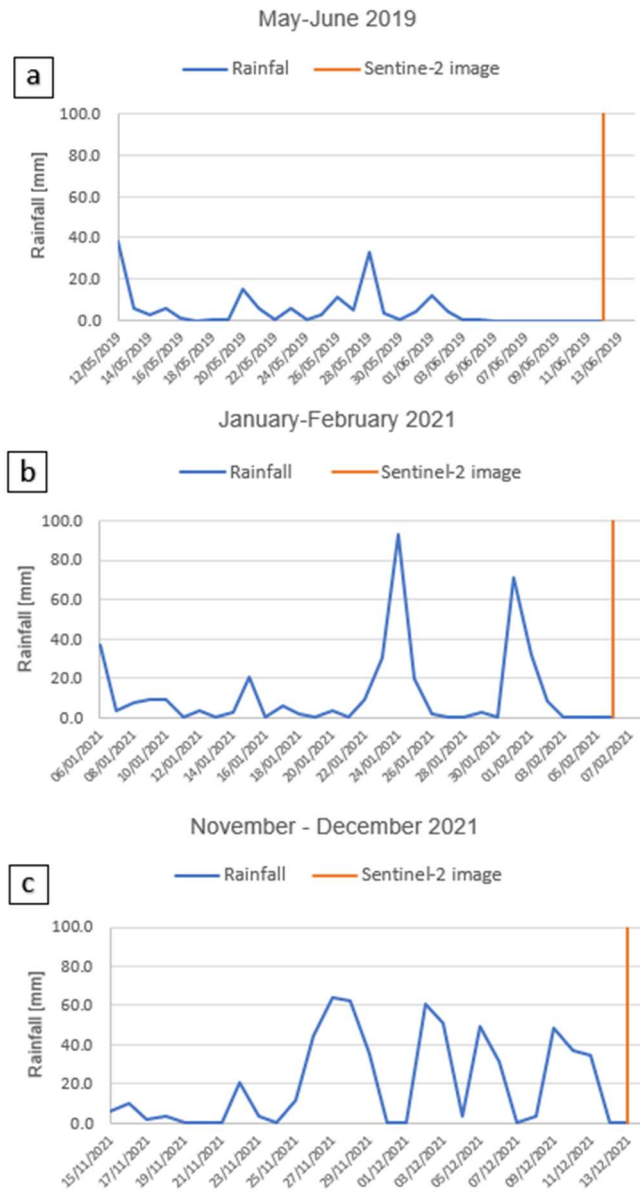 May-June 2019
a
Rainfal Sentine-2 image
100.0
80.0
60.0
40.0
20.0
0.0
Rainfall [mm]
12/05/2019 14/05/2019 16/05/2019 18/05/2019 20/05/2019 22/05/2019 24/05/2019 26/05/2019 28/05/2019 30/05/2019 01/06/2019 03/06/2019 05/06/2019 07/06/2019 09/06/2019 11/06/2019 13/06/2019
January-February 2021
b
Rainfall Sentinel-2 image
100.0
80.0
60.0
40.0
20.0
0.0
Rainfall [mm]
06/01/2021 08/01/2021 10/01/2021 12/01/2021 14/01/2021 16/01/2021 18/01/2021 20/01/2021 22/01/2021 24/01/2021 26/01/2021 28/01/2021 30/01/2021 01/02/2021 03/02/2021 05/02/2021 07/02/2021
November - December 2021
c
Rainfall Sentinel-2 image
100.0
80.0
60.0
40.0
20.0
0.0
Rainfall [mm]
15/11/2021 17/11/2021 19/11/2021 21/11/2021 23/11/2021 25/11/2021 27/11/2021 29/11/2021 01/12/2021 03/12/2021 05/12/2021 07/12/2021 09/12/2021 11/12/2021 13/12/2021